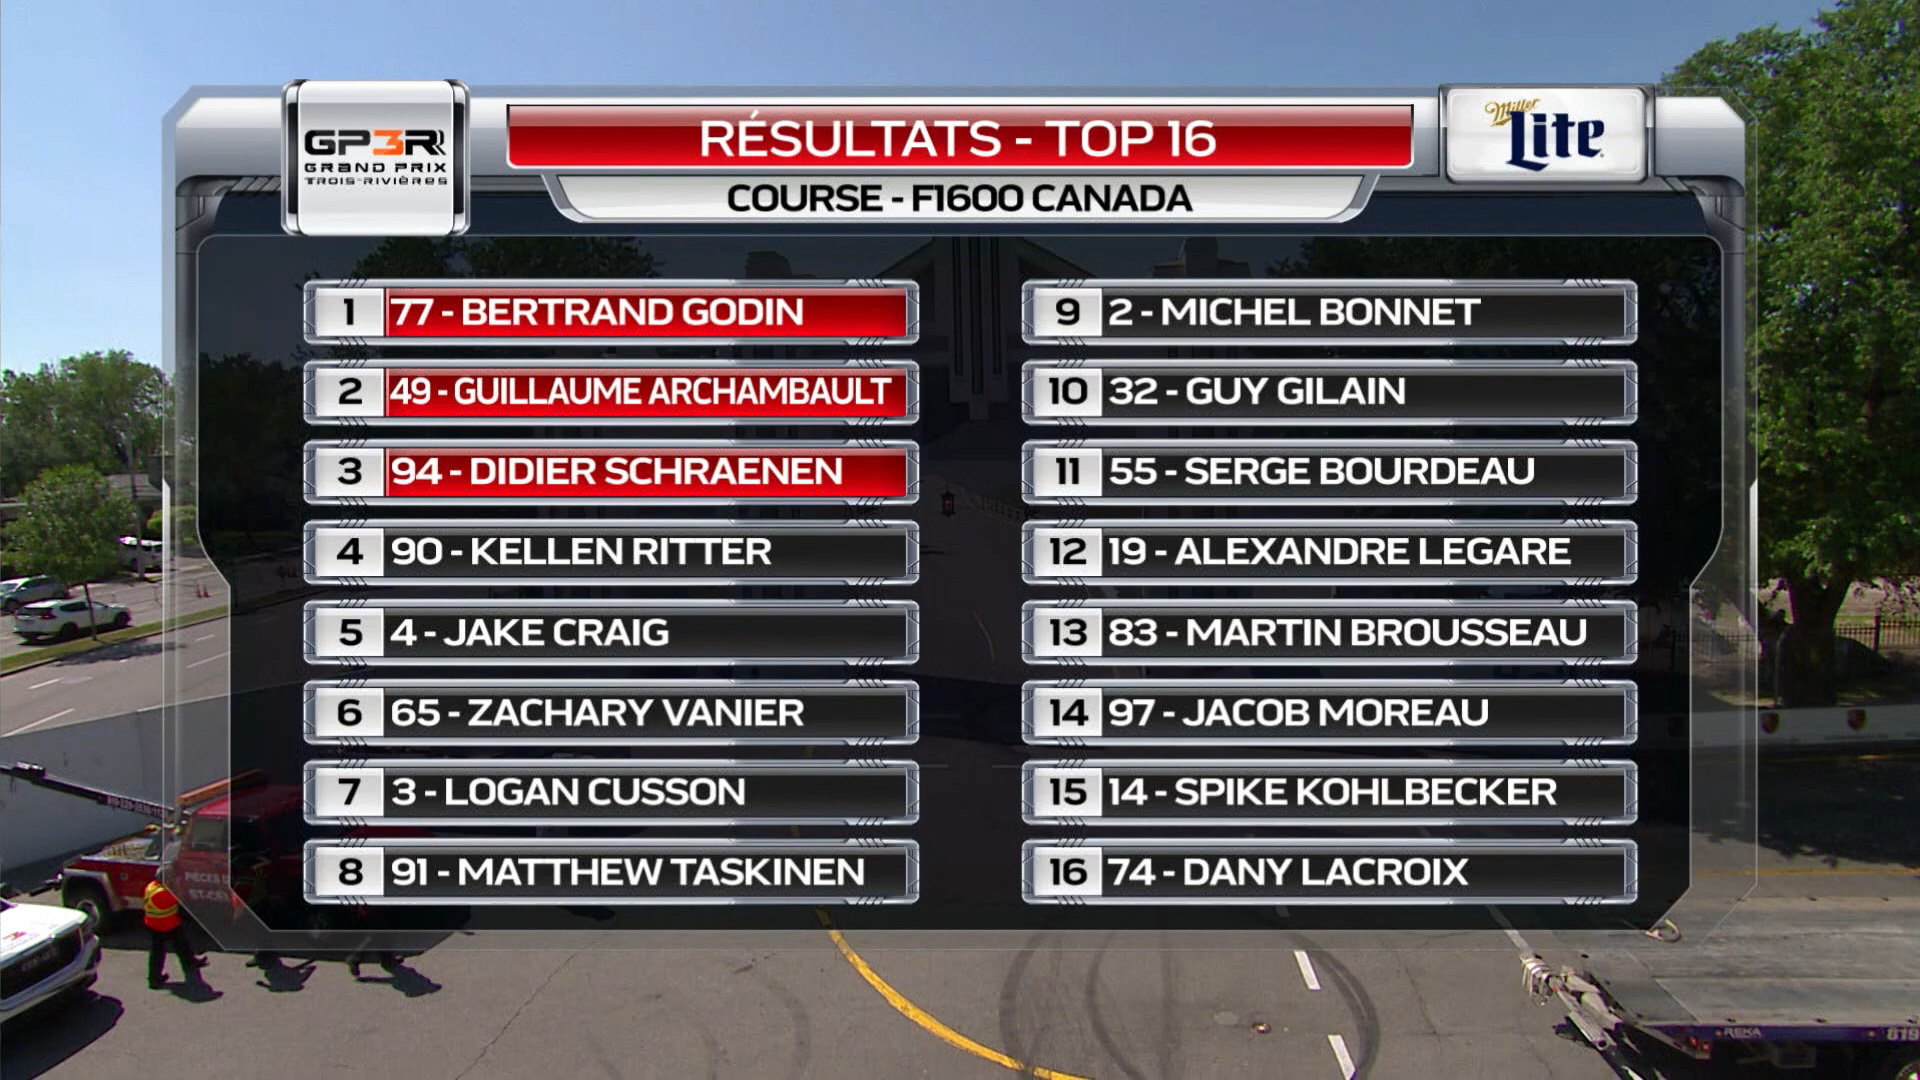 GP3R
GRAND PRIX
TROIS-RIVIÈRES
RÉSULTATS - TOP 16
Miller
Lite
COURSE - F1600 CANADA
1 77 - BERTRAND GODIN
2 49 - GUILLAUME ARCHAMBAULT
3 94 - DIDIER SCHRAENEN
4 90 - KELLEN RITTER
5 4 - JAKE CRAIG
6 65 - ZACHARY VANIER
7 3 - LOGAN CUSSON
8 91 - MATTHEW TASKINEN
9 2 - MICHEL BONNET
10 32 - GUY GILAIN
11 55 - SERGE BOURDEAU
12 19 - ALEXANDRE LEGARE
13 83 - MARTIN BROUSSEAU
14 97 - JACOB MOREAU
15 14 - SPIKE KOHLBECKER
16 74 - DANY LACROIX
PIÈCES
REKA
819